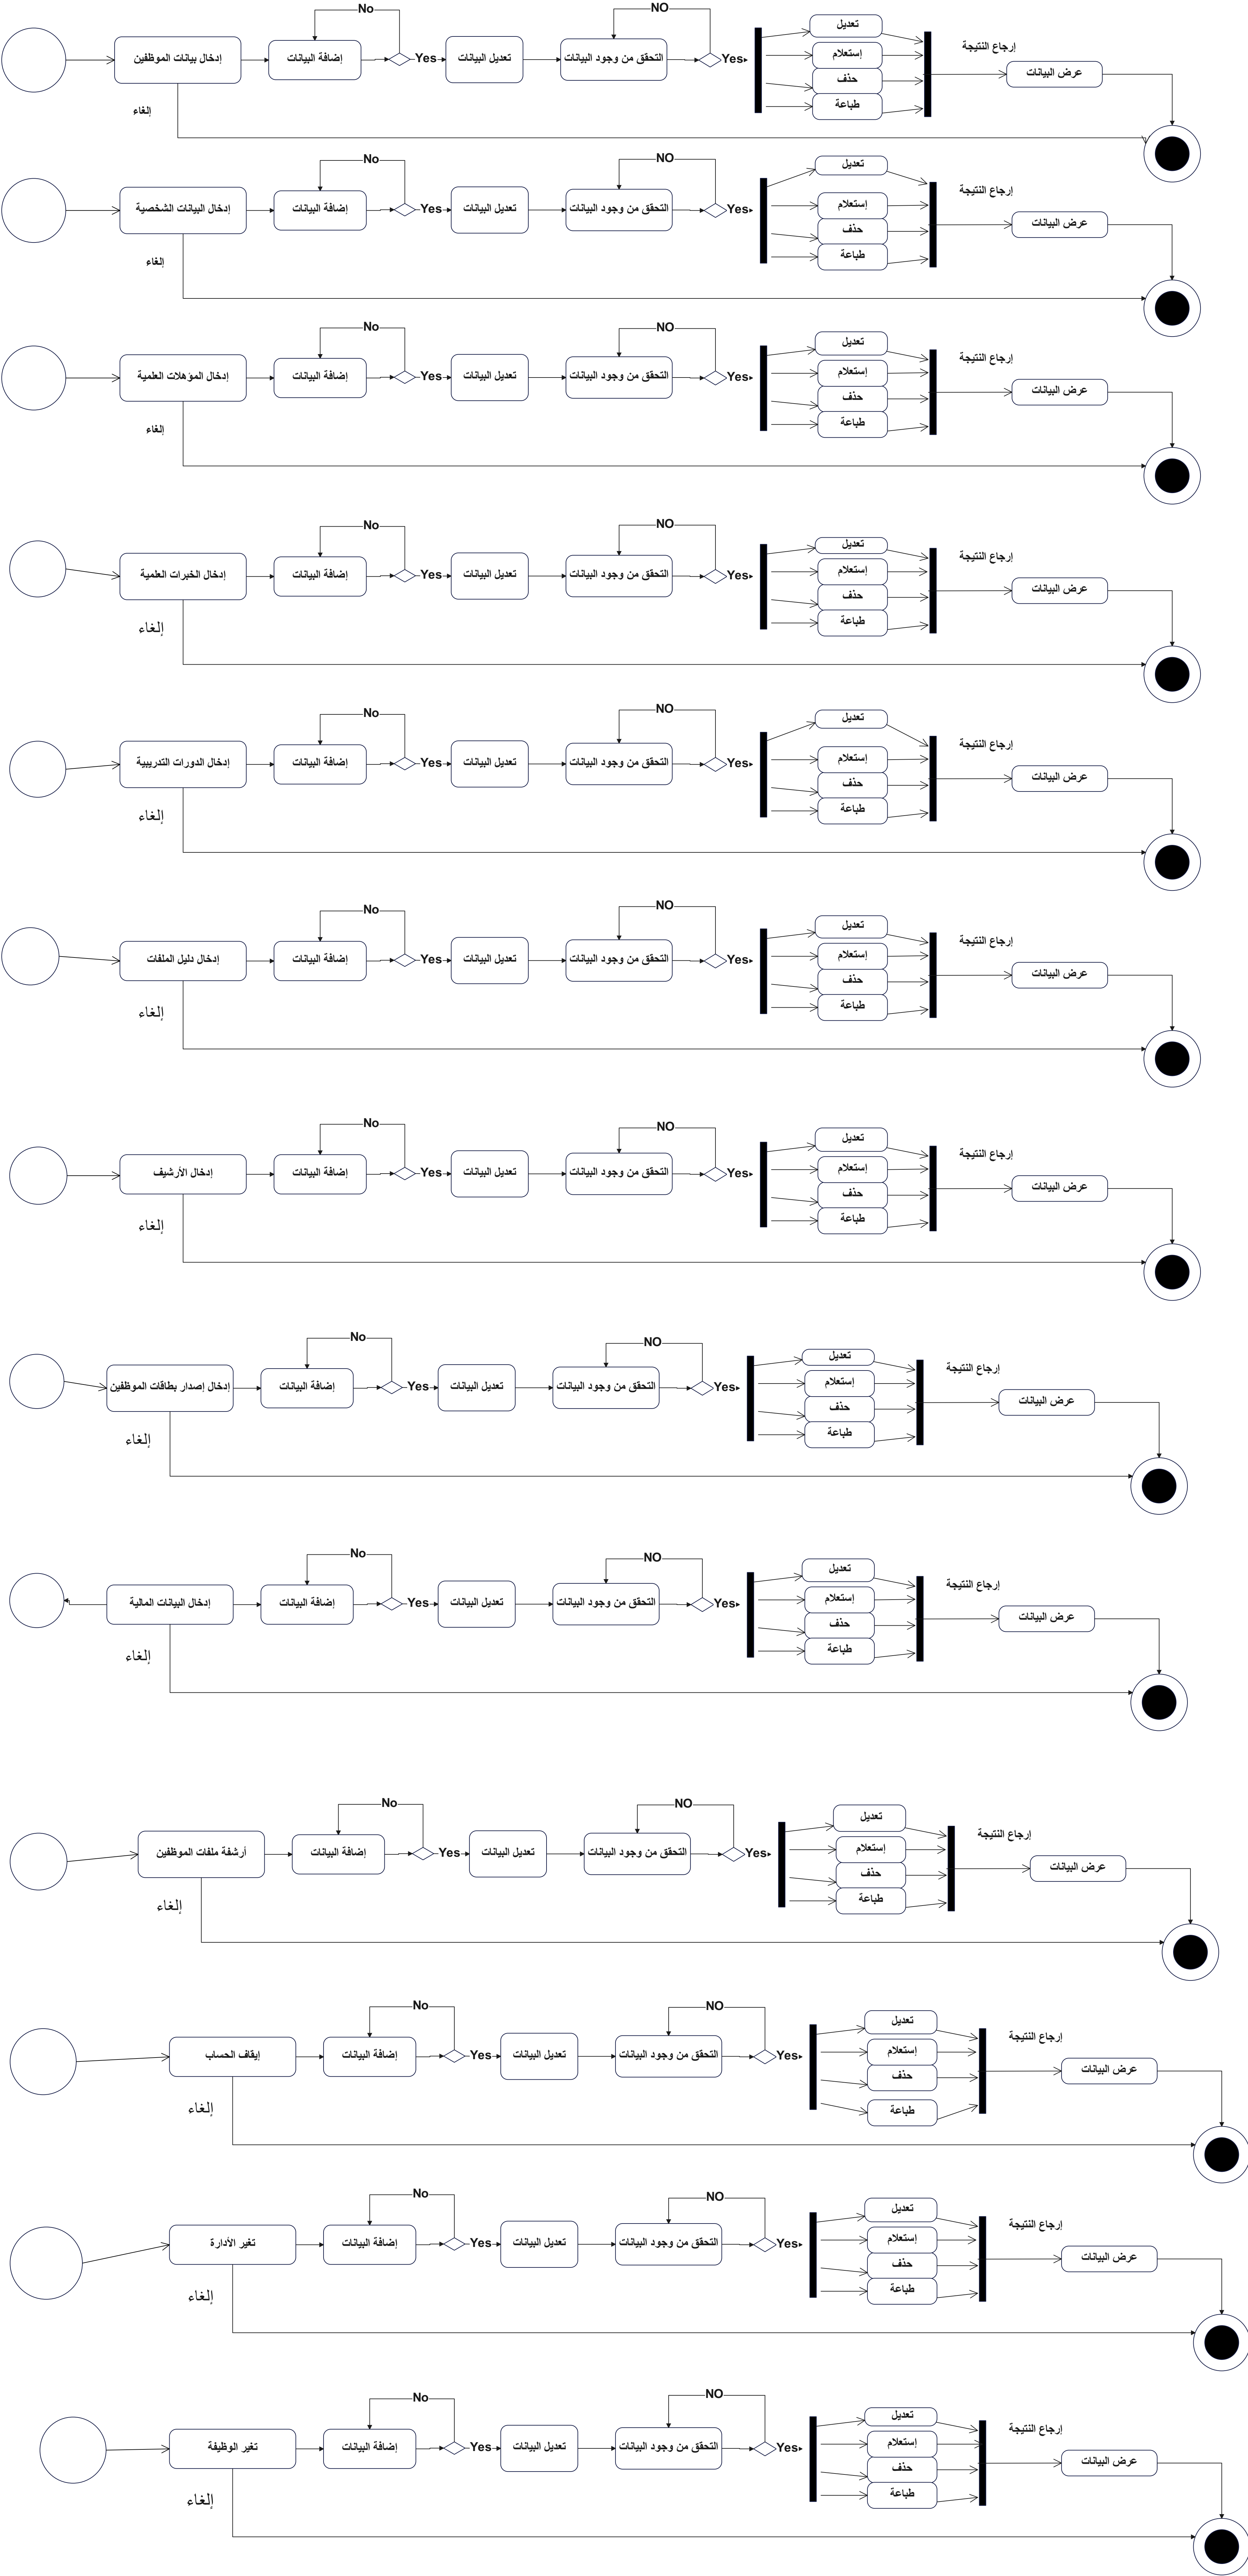 No
NO
تعديل
إدخال بيانات الموظفين
إضافة البيانات
Yes
تعديل البيانات
التحقق من وجود البيانات
Yes
إستعلام
حذف
طباعة
إرجاع النتيجة
عرض البيانات
إلغاء
No
NO
تعديل
إدخال البيانات الشخصية
إضافة البيانات
Yes
تعديل البيانات
التحقق من وجود البيانات
Yes
إستعلام
حذف
طباعة
إرجاع النتيجة
عرض البيانات
إلغاء
No
NO
تعديل
إدخال المؤهلات العلمية
إضافة البيانات
Yes
تعديل البيانات
التحقق من وجود البيانات
Yes
إستعلام
حذف
طباعة
إرجاع النتيجة
عرض البيانات
إلغاء
No
NO
تعديل
إدخال الخبرات العلمية
إضافة البيانات
Yes
تعديل البيانات
التحقق من وجود البيانات
Yes
إستعلام
حذف
طباعة
إرجاع النتيجة
عرض البيانات
إلغاء
No
NO
تعديل
إدخال الدورات التدريبية
إضافة البيانات
Yes
تعديل البيانات
التحقق من وجود البيانات
Yes
إستعلام
حذف
طباعة
إرجاع النتيجة
عرض البيانات
إلغاء
No
NO
تعديل
إدخال دليل الملفات
إضافة البيانات
Yes
تعديل البيانات
التحقق من وجود البيانات
Yes
إستعلام
حذف
طباعة
إرجاع النتيجة
عرض البيانات
إلغاء
No
NO
تعديل
إدخال الأرشيف
إضافة البيانات
Yes
تعديل البيانات
التحقق من وجود البيانات
Yes
إستعلام
حذف
طباعة
إرجاع النتيجة
عرض البيانات
إلغاء
No
NO
تعديل
إدخال إصدار بطاقات الموظفين
إضافة البيانات
Yes
تعديل البيانات
التحقق من وجود البيانات
Yes
إستعلام
حذف
طباعة
إرجاع النتيجة
عرض البيانات
إلغاء
No
NO
تعديل
إدخال البيانات المالية
إضافة البيانات
Yes
تعديل البيانات
التحقق من وجود البيانات
Yes
إستعلام
حذف
طباعة
إرجاع النتيجة
عرض البيانات
إلغاء
No
NO
تعديل
أرشفة ملفات الموظفين
إضافة البيانات
Yes
تعديل البيانات
التحقق من وجود البيانات
Yes
إستعلام
حذف
طباعة
إرجاع النتيجة
عرض البيانات
إلغاء
No
NO
تعديل
إيقاف الحساب
إضافة البيانات
Yes
تعديل البيانات
التحقق من وجود البيانات
Yes
إستعلام
حذف
طباعة
إرجاع النتيجة
عرض البيانات
إلغاء
No
NO
تعديل
تغير الأدارة
إضافة البيانات
Yes
تعديل البيانات
التحقق من وجود البيانات
Yes
إستعلام
حذف
طباعة
إرجاع النتيجة
عرض البيانات
إلغاء
No
NO
تعديل
تغير الوظيفة
إضافة البيانات
Yes
تعديل البيانات
التحقق من وجود البيانات
Yes
إستعلام
حذف
طباعة
إرجاع النتيجة
عرض البيانات
إلغاء